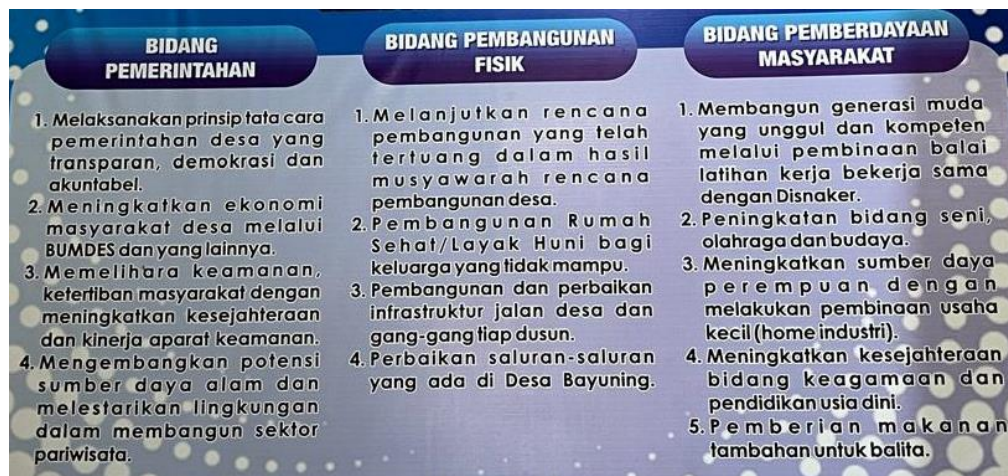 BIDANG
PEMERINTAHAN
1. Melaksanakan prinsip tata cara
pemerintahan desa yang
transparan, demokrasi dan
akuntabel.
2. Meningkatkan ekonomi
masyarakat desa melalui
BUMDES dan yang lainnya.
3. Memelihara keamanan,
ketertiban masyarakat dengan
meningkatkan kesejahteraan
dan kinerja aparat keamanan.
4. Mengembangkan potensi
sumber daya alam dan
melestarikan lingkungan
dalam membangun sektor
pariwisata.
BIDANG PEMBANGUNAN
FISIK
1. Melanjutkan rencana
pembangunan yang telah
tertuang dalam hasil
musyawarah rencana
pembangunan desa.
2. Pembangunan Rumah
Sehat/Layak Huni bagi
keluarga yang tidak mampu.
3. Pembangunan dan perbaikan
infrastruktur jalan desa dan
gang-gang tiap dusun.
4. Perbaikan saluran-saluran
yang ada di Desa Bayuning.
BIDANG PEMBERDAYAAN
MASYARAKAT
1. Membangun generasi muda
yang unggul dan kompeten
melalui pembinaan balai
latihan kerja bekerja sama
dengan Disnaker.
2. Peningkatan bidang seni,
olahraga dan budaya.
3. Meningkatkan sumber daya
perempuan dengan
melakukan pembinaan usaha
kecil (home industri).
4. Meningkatkan kesejahteraan
bidang keagamaan dan
pendidikan usia dini.
5. Pemberian makanan
tambahan untuk balita.